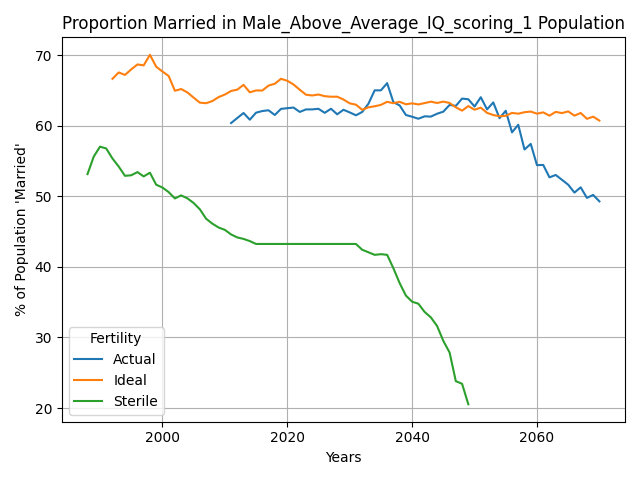 Proportion Married in Male_Above_Average_IQ_scoring_1 Population
% of Population 'Married'
70
60
50
40
30
20
Fertility
Actual
Ideal
Sterile
2000 2020 2040 2060
Years